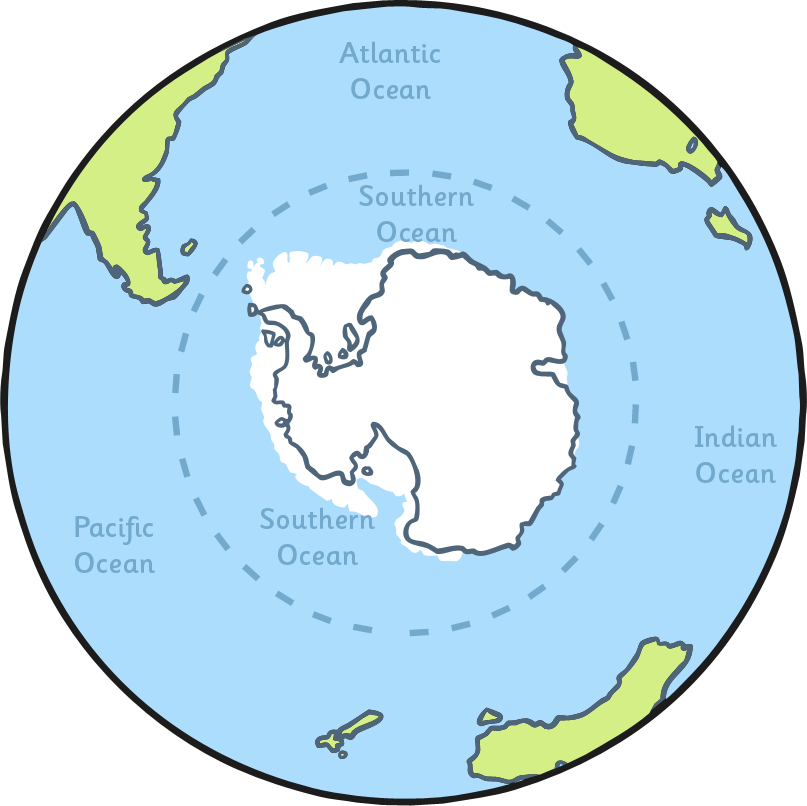 Atlantic
Ocean
Southern
Ocean
Indian
Ocean
Southern
Ocean
Pacific
Ocean